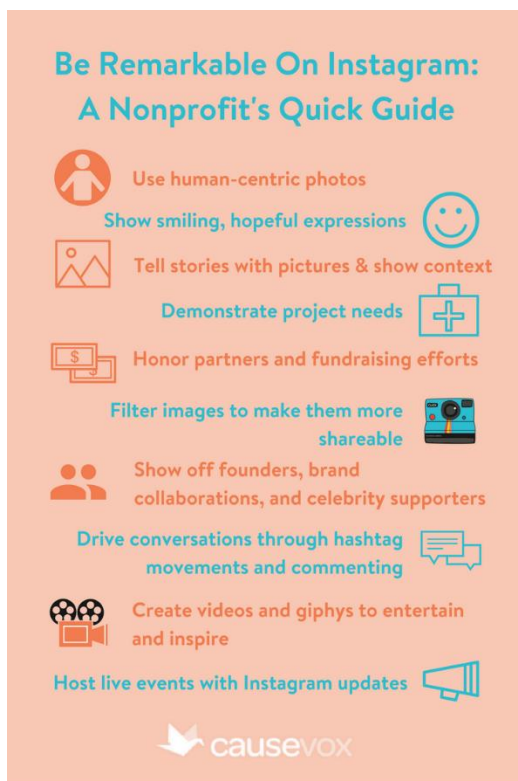 Be Remarkable On Instagram:
A Nonprofit's Quick Guide
Use human-centric photos
Show smiling, hopeful expressions
Tell stories with pictures & show context
Demonstrate project needs
$
$
Honor partners and fundraising efforts
Filter images to make them more
shareable
Show off founders, brand
collaborations, and celebrity supporters
Drive conversations through hashtag
movements and commenting
Create videos and giphys to entertain
and inspire
Host live events with Instagram updates
causevox